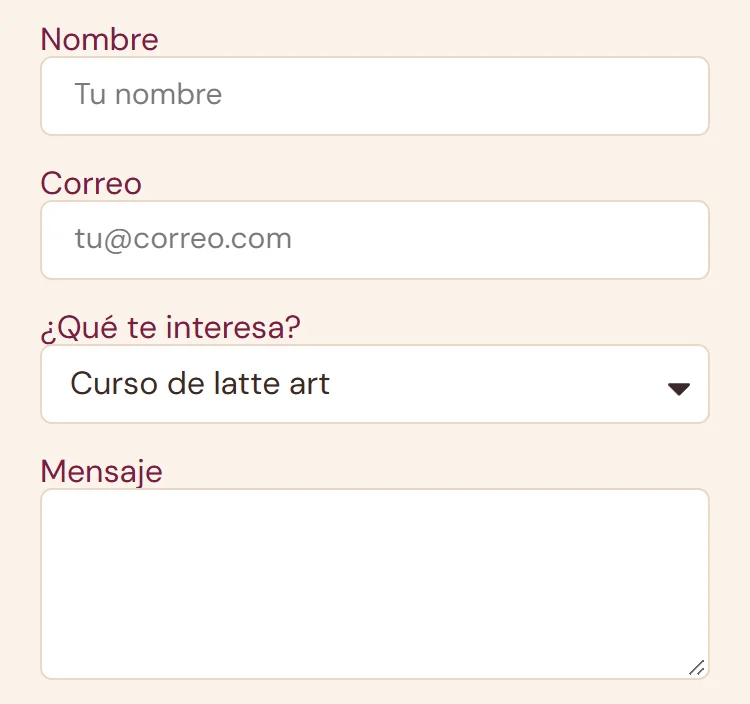 Nombre
Tu nombre
Correo
tu@correo.com
¿Qué te interesa?
Curso de latte art
Mensaje